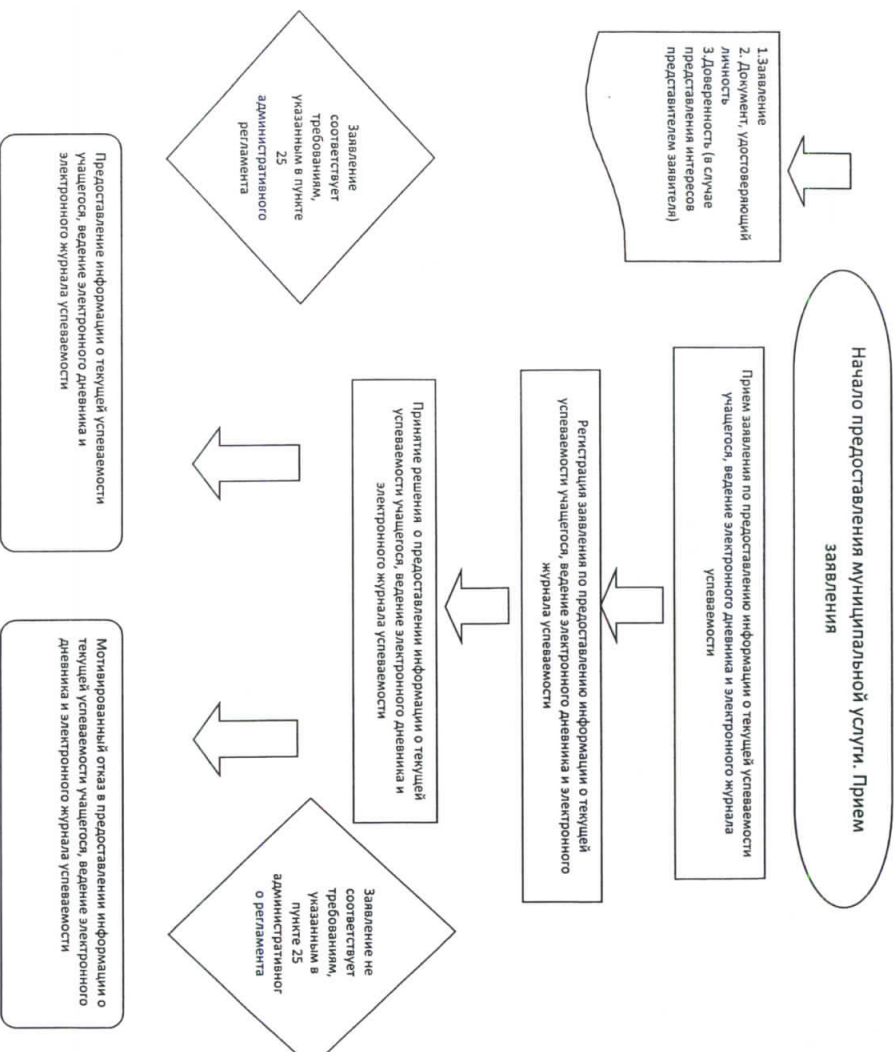 Начало предоставления муниципальной услуги. Прием
заявления
1.Заявление
2. Документ, удостоверяющий
личность
3.Доверенность (в случае
представления интересов
представителем заявителя)
Прием заявления по предоставлению информации о текущей успеваемости
учащегося, ведение электронного дневника и электронного журнала
успеваемости
Регистрация заявления по предоставлению информации о текущей
успеваемости учащегося, ведение электронного дневника и электронного
журнала успеваемости
Принятие решения о предоставлении информации о текущей
успеваемости учащегося, ведение электронного дневника и
электронного журнала успеваемости
Заявление
соответствует
требованиям,
указанным в пункте
25
административного
регламента
Заявление не
соответствует
требованиям,
указанным в
пункте 25
административног
о регламента
Предоставление информации о текущей успеваемости
учащегося, ведение электронного дневника и
электронного журнала успеваемости
Мотивированный отказ в предоставлении информации о
текущей успеваемости учащегося, ведение электронного
дневника и электронного журнала успеваемости